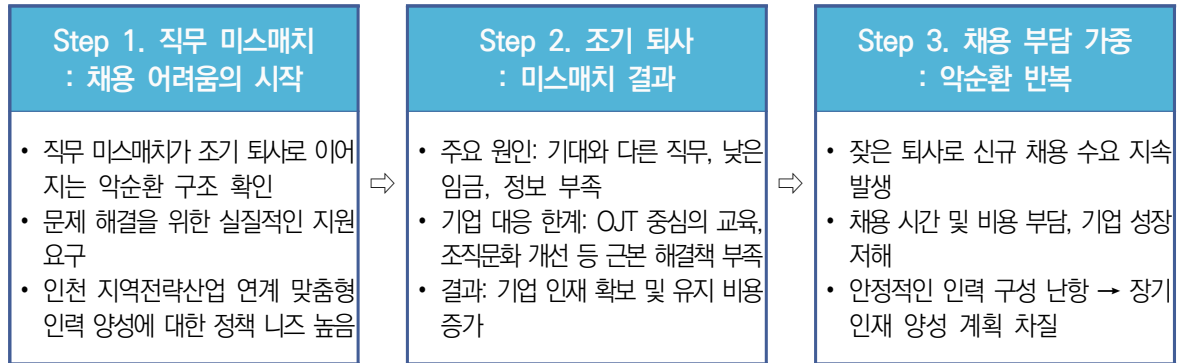 Step 1. 직무 미스매치
: 채용 어려움의 시작
• 직무 미스매치가 조기 퇴사로 이어
지는 악순환 구조 확인
• 문제 해결을 위한 실질적인 지원
요구
• 인천 지역전략산업 연계 맞춤형
인력 양성에 대한 정책 니즈 높음
⇨
Step 2. 조기 퇴사
: 미스매치 결과
• 주요 원인: 기대와 다른 직무, 낮은
임금, 정보 부족
• 기업 대응 한계: OJT 중심의 교육,
조직문화 개선 등 근본 해결책 부족
• 결과: 기업 인재 확보 및 유지 비용
증가
⇨
Step 3. 채용 부담 가중
: 악순환 반복
• 잦은 퇴사로 신규 채용 수요 지속
발생
• 채용 시간 및 비용 부담, 기업 성장
저해
• 안정적인 인력 구성 난항 → 장기
인재 양성 계획 차질